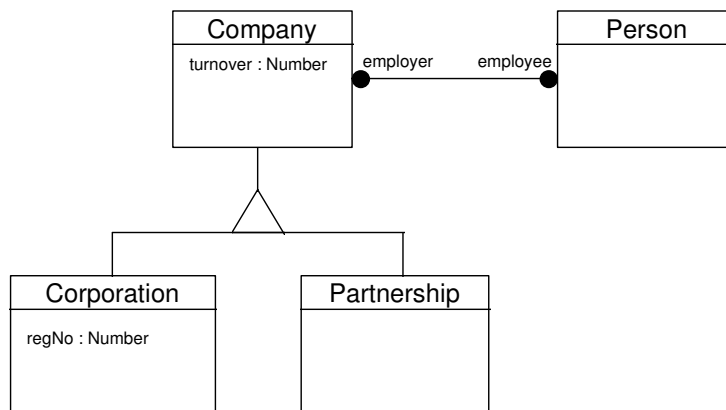 Company
Person
turnover : Number
employer
employee
Corporation
Partnership
regNo : Number